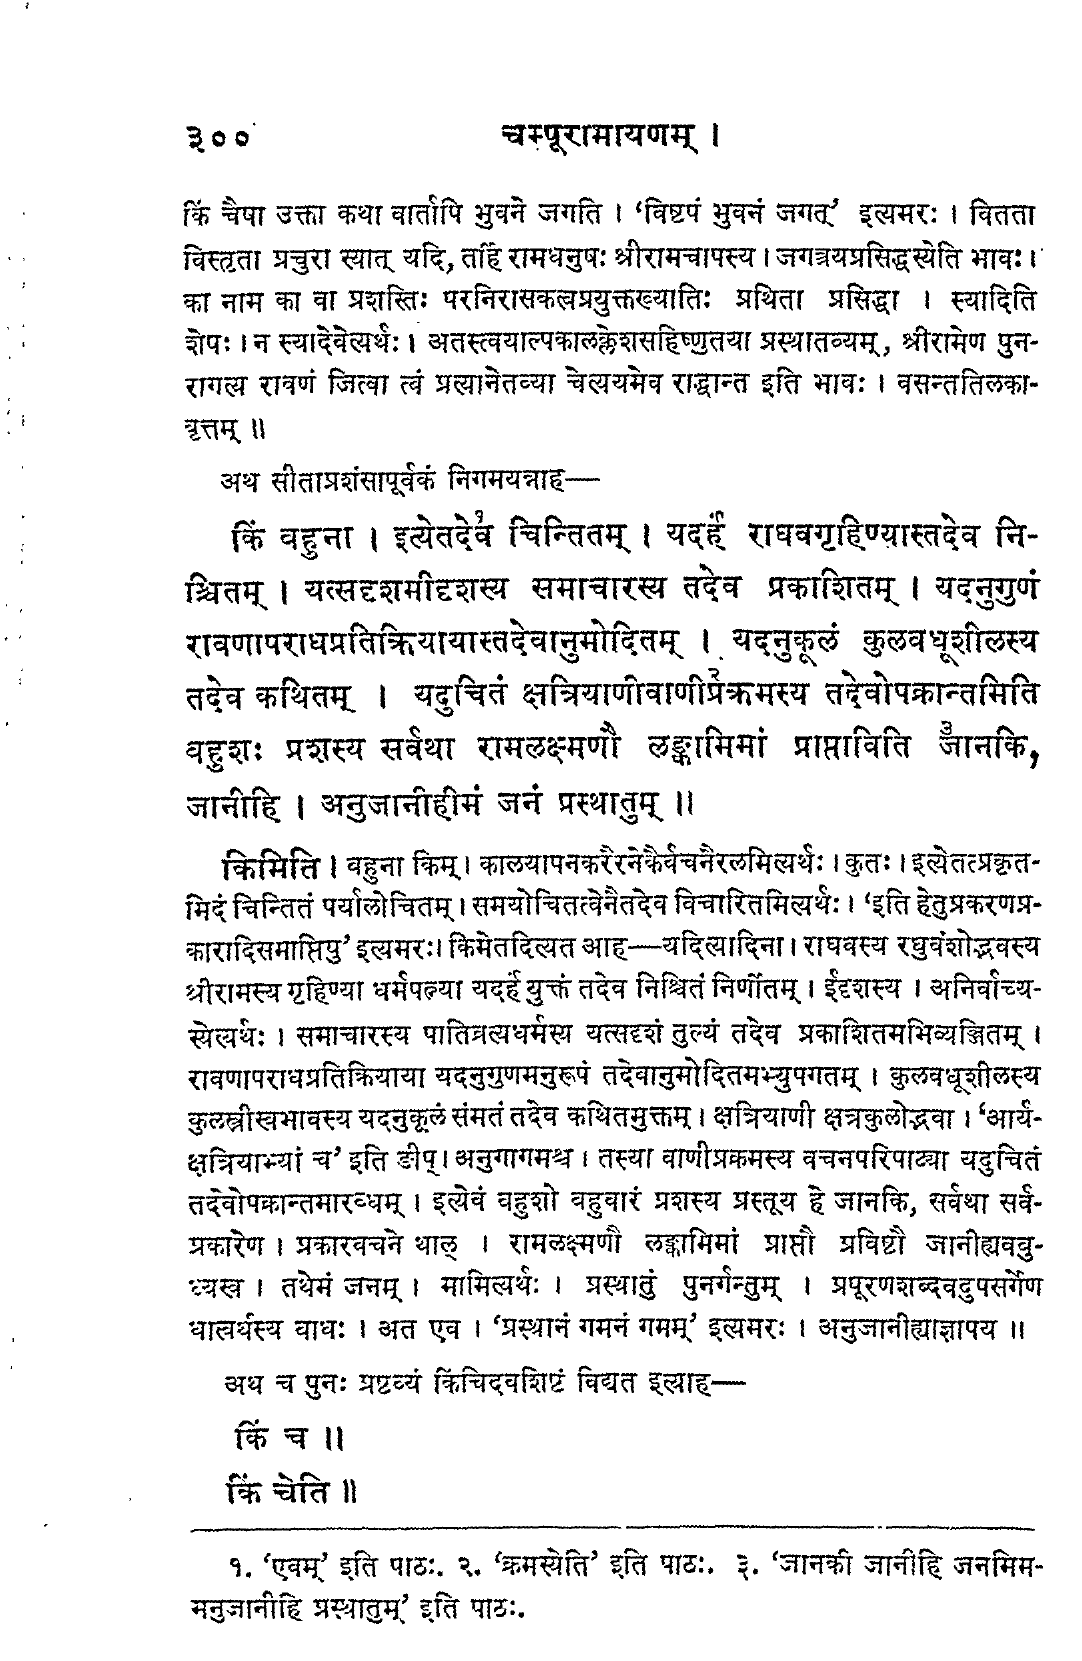 ३०० चम्पूरामायणम् ।
किं चैषा उक्ता कथा वार्तापि भुवने जगति । ‘विष्टपं भुवनं जगत्’ इत्यमरः । वितता
विस्तृता प्रचुरा स्यात् यदि, तर्हि रामधनुषः श्रीरामचापस्य । जगत्रयप्रसिद्धस्येति भावः ।
का नाम का वा प्रशस्तिः परनिरासकत्वप्रयुक्तख्यातिः प्रथिता प्रसिद्धा । स्यादिति
शेषः । न स्यादेवेत्यर्थः । अतस्त्वयाल्पकालक्लेशसहिष्णुतया प्रस्थातव्यम्, श्रीरामेण पुन-
रागत्य रावणं जित्वा त्वं प्रत्यानेतव्या चेत्ययमेव राद्धान्त इति भावः । वसन्ततिलका-
वृत्तम् ॥
अथ सीताप्रशंसापूर्वकं निगमयन्नाह—
किं बहुना । इत्येतदेवं१ चिन्तितम् । यदर्हं राघवगृहिण्यास्तदेव नि-
श्चितम् । यत्सदृशमीदृशस्य समाचारस्य तदेव प्रकाशितम् । यदनुगुणं
रावणापराधप्रतिक्रियायास्तदेवानुमोदितम् । यदनुकूलं कुलवधूशीलस्य
तदेव कथितम् । यदुचितं क्षत्रियाणीवाणीप्र२क्रमस्य तदेवोपक्रान्तमिति
बहुशः प्रशस्य सर्वथा रामलक्ष्मणौ लङ्कामिमां प्राप्ताविति जा३नकि,
जानीहि । अनुजानीहीमं जनं प्रस्थातुम् ॥
किमिति । बहुना किम् । कालयापनकरैरनेकैर्वचनैरलमित्यर्थः । कुतः । इत्येतत्प्रकृत-
मिदं चिन्तितं पर्यालोचितम् । समयोचितत्वेनैतदेव विचारितमित्यर्थः । ‘इति हेतुप्रकरणप्र-
कारादिसमाप्तिषु’ इत्यमरः । किमेतदित्यत आह—यदित्यादिना । राघवस्य रघुवंशोद्भवस्य
श्रीरामस्य गृहिण्या धर्मपत्न्या यदर्हं युक्तं तदेव निश्चितं निर्णीतम् । ईदृशस्य । अनिर्वाच्य-
स्येत्यर्थः । समाचारस्य पातिव्रत्यधर्मस्य यत्सदृशं तुल्यं तदेव प्रकाशितमभिव्यञ्जितम् ।
रावणापराधप्रतिक्रियाया यदनुगुणमनुरूपं तदेवानुमोदितमभ्युपगतम् । कुलवधूशीलस्य
कुलस्त्रीस्वभावस्य यदनुकूलं संमतं तदेव कथितमुक्तम् । क्षत्रियाणी क्षत्रकुलोद्भवा । ‘आर्य-
क्षत्रियाभ्यां च’ इति ङीप् । अनुगागमश्च । तस्या वाणीप्रक्रमस्य वचनपरिपाट्या यदुचितं
तदेवोपक्रान्तमारब्धम् । इत्येवं बहुशो बहुवारं प्रशस्य प्रस्तूय हे जानकि, सर्वथा सर्व-
प्रकारेण । प्रकारवचने थाल् । रामलक्ष्मणौ लङ्कामिमां प्राप्तौ प्रविष्टौ जानीह्यवबु-
ध्यस्व । तथेमं जनम् । मामित्यर्थः । प्रस्थातुं पुनर्गन्तुम् । प्रपूरणशब्दवदुपसर्गेण
धात्वर्थस्य बाधः । अत एव । ‘प्रस्थानं गमनं गमम्’ इत्यमरः । अनुजानीह्याज्ञापय ॥
अथ च पुनः प्रष्टव्यं किंचिदवशिष्टं विद्यत इत्याह—
किं च ॥
किं चेति ॥
१. ‘एवम्’ इति पाठः. २. ‘क्रमस्येति’ इति पाठः. ३. ‘जानकी जानीहि जनमिम-
मनुजानीहि प्रस्थातुम्’ इति पाठः.